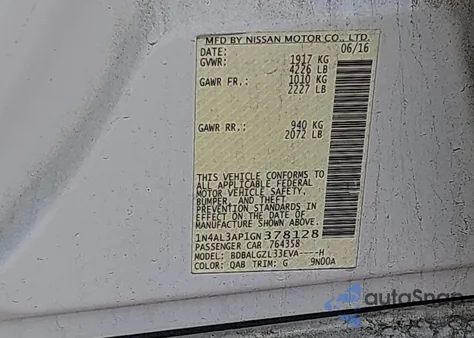 MFD BY NISSAN MOTOR CO., LTD.
DATE: 06/16
GVWR: 1917 KG
4226 LB
GAWR FR.: 1010 KG
2227 LB
GAWR RR.: 940 KG
2072 LB
THIS VEHICLE CONFORMS TO
ALL APPLICABLE FEDERAL
MOTOR VEHICLE SAFETY,
BUMPER, AND THEFT
PREVENTION STANDARDS
IN EFFECT ON THE DATE OF
MANUFACTURE SHOWN ABOVE.
1N4AL3AP1GN378128
PASSENGER CAR 764358
MODEL: BDBALGZL33EVA----H
COLOR: QAB TRIM: G 9N00A
autoSnap